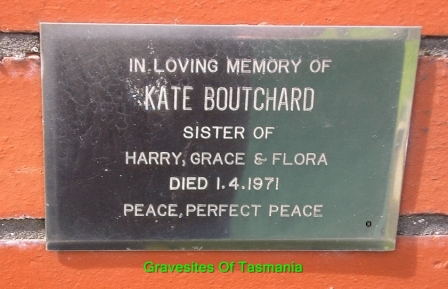 IN LOVING MEMORY OF
KATE BOUTCHARD
SISTER OF
HARRY, GRACE & FLORA
DIED 1.4.1971
PEACE, PERFECT PEACE
Gravesites Of Tasmania